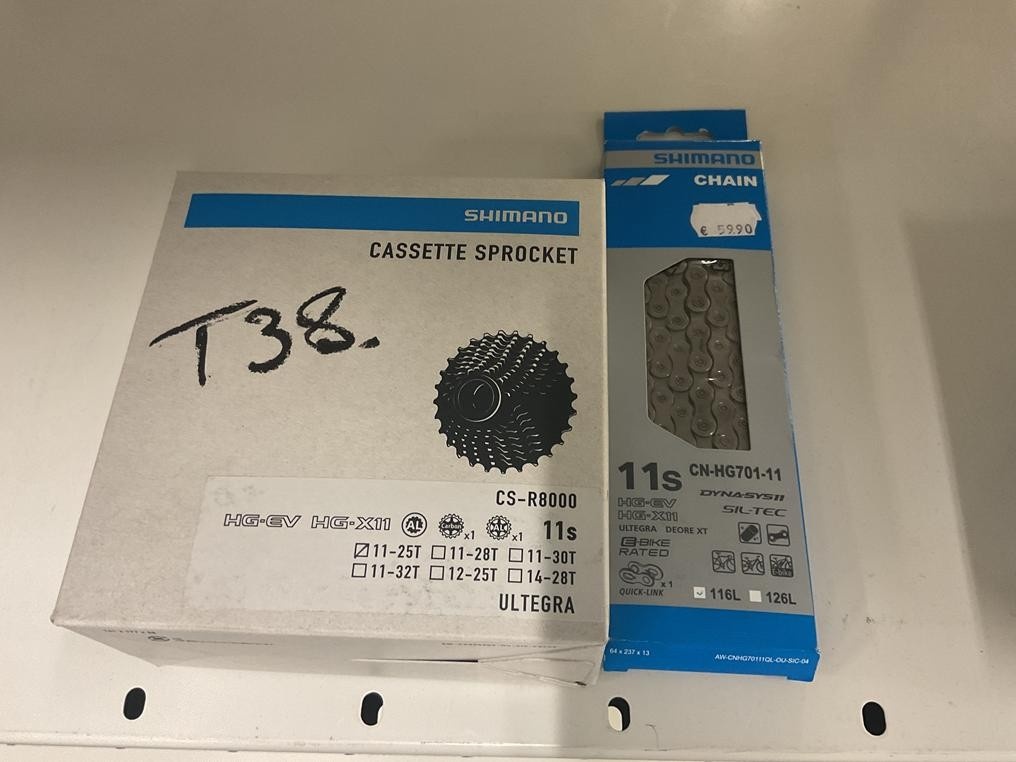 SHIMANO
CASSETTE SPROCKET
T38.
CS-R8000
HG-EV HG-X11 AL Carbon x1 AL x1 11s
11-25T 11-28T 11-30T
11-32T 12-25T 14-28T
ULTEGRA
SHIMANO
CHAIN
€ 59.90
11s CN-HG701-11
HG-EV
HG-X11
DYNA-SYS11
SIL-TEC
ULTEGRA DEORE XT
E-BIKE
RATED
x 1
QUICK-LINK
116L 126L
64 x 237 x 13
AW-CNHG70111QL-OU-SIC-04